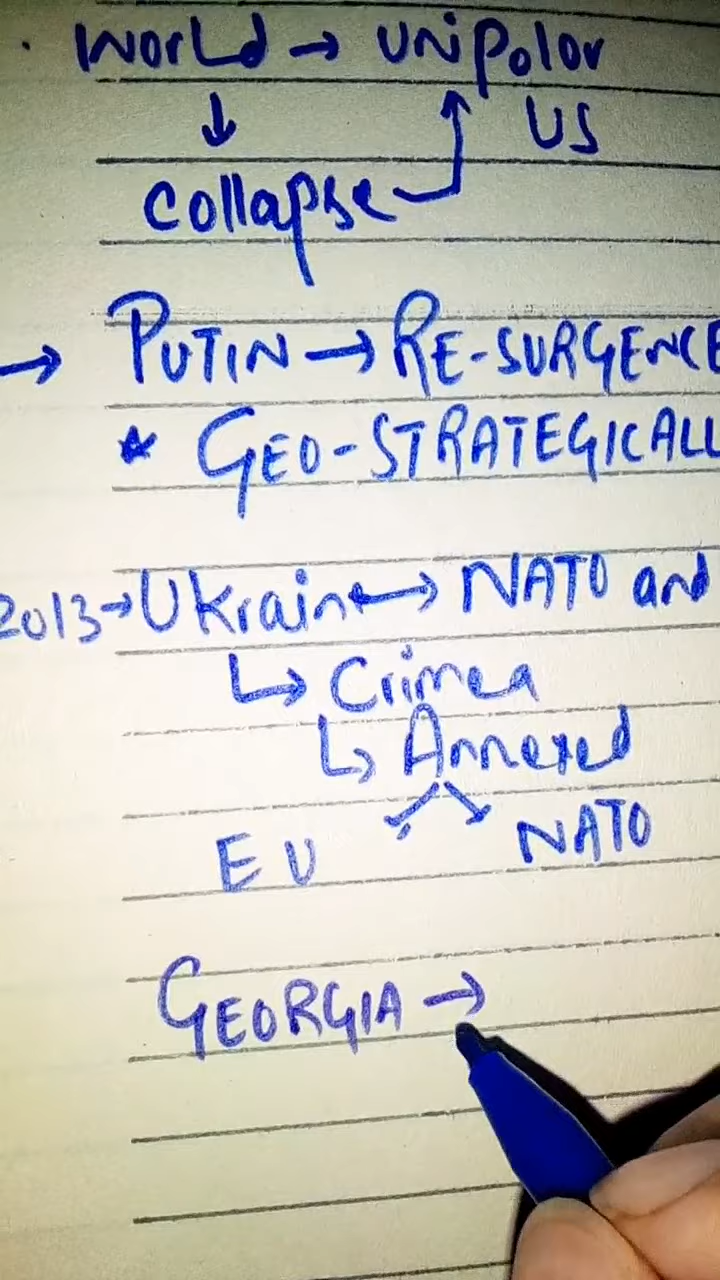 World → Unipolar
↓ US
Collapse
→ PUTIN → RE-SURGENCE
* GEO-STRATEGICALL
2013 → Ukraine ↔ NATO and
↳ Crimea
↳ Annexed
EU NATO
GEORGIA →